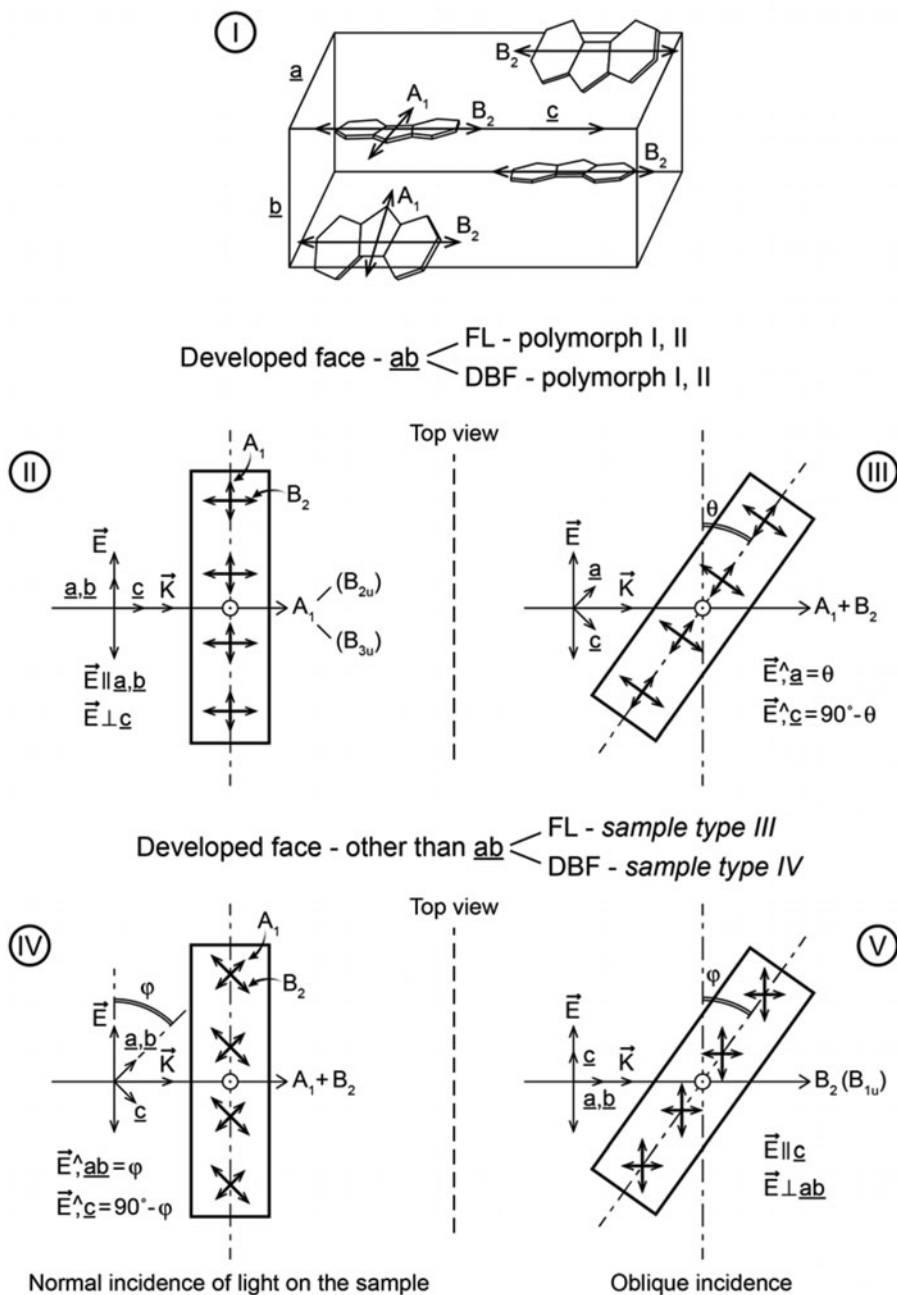 I
B₂
a
A₁
B₂
c
B₂
A₁
b
B₂
FL - polymorph I, II
Developed face - ab
DBF - polymorph I, II
Top view
II
A₁
B₂
E⃗
a,b
c
K⃗
A₁
(B₂ᵤ)
(B₃ᵤ)
E⃗∥a,b
E⃗⊥c
III
θ
E⃗
a
K⃗
c
A₁+B₂
E⃗^,a=θ
E⃗^,c=90°-θ
FL - sample type III
Developed face - other than ab
DBF - sample type IV
Top view
IV
A₁
B₂
φ
E⃗
a,b
K⃗
c
A₁+B₂
E⃗^,ab=φ
E⃗^,c=90°-φ
V
φ
E⃗
c
K⃗
a,b
B₂(B₁ᵤ)
E⃗∥c
E⃗⊥ab
Normal incidence of light on the sample
Oblique incidence